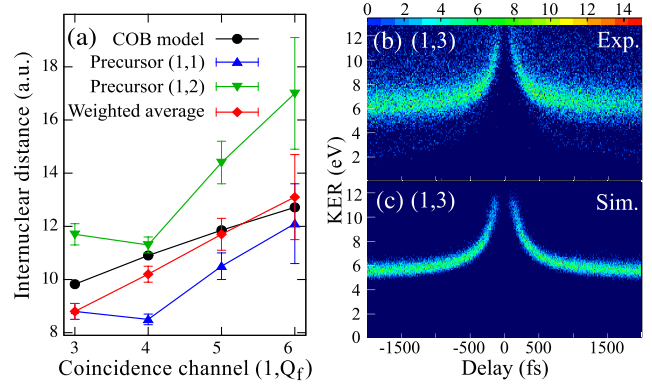 (a)
COB model
Precursor (1,1)
Precursor (1,2)
Weighted average
18
16
14
12
10
8
Internuclear distance (a.u.)
3 4 5 6
Coincidence channel (1,Q_f)
0 2 4 6 8 10 12 14
(b) (1,3) Exp.
12
10
8
6
4
2
(c) (1,3) Sim.
12
10
8
6
4
2
KER (eV)
-1500 -500 0 500 1500
Delay (fs)